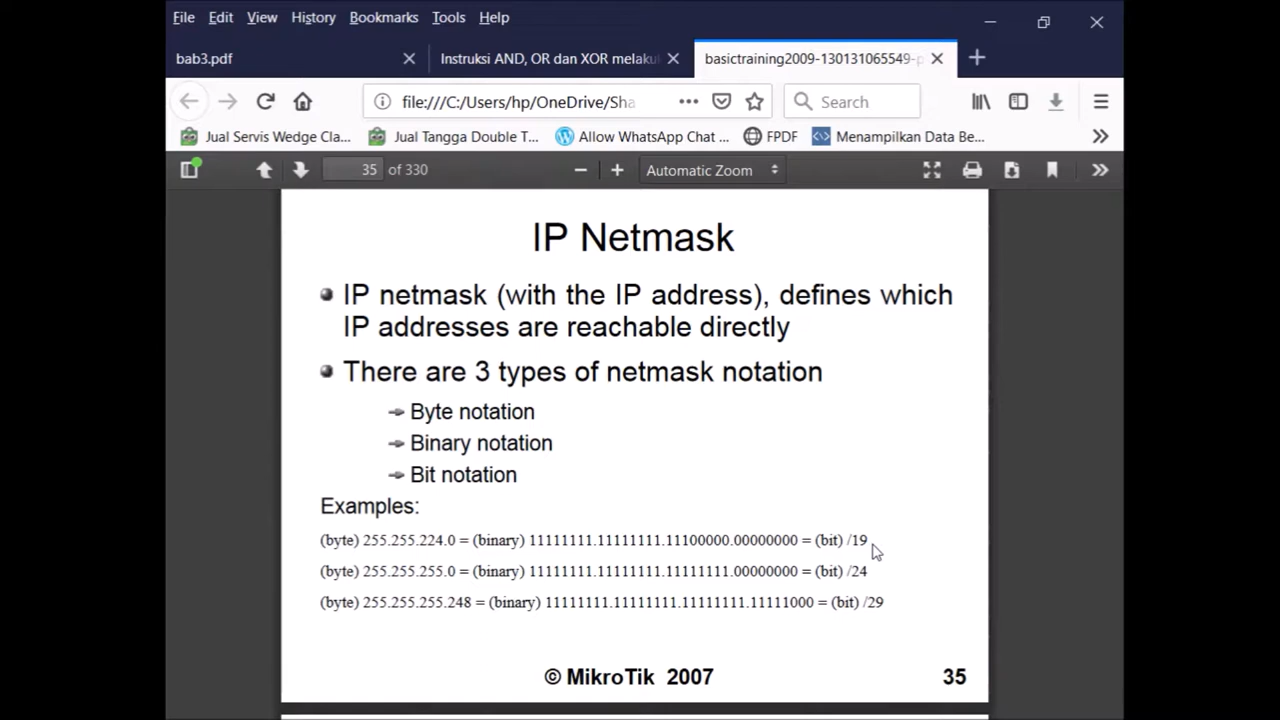 File Edit View History Bookmarks Tools Help
bab3.pdf
Instruksi AND, OR dan XOR melaku
basictraining2009-130131065549-p
file:///C:/Users/hp/OneDrive/Sha
Search
Jual Servis Wedge Cla...
Jual Tangga Double T...
Allow WhatsApp Chat ...
FPDF
Menampilkan Data Be...
35 of 330
Automatic Zoom
IP Netmask
IP netmask (with the IP address), defines which
IP addresses are reachable directly
There are 3 types of netmask notation
Byte notation
Binary notation
Bit notation
Examples:
(byte) 255.255.224.0 = (binary) 11111111.11111111.11100000.00000000 = (bit) /19
(byte) 255.255.255.0 = (binary) 11111111.11111111.11111111.00000000 = (bit) /24
(byte) 255.255.255.248 = (binary) 11111111.11111111.11111111.11111000 = (bit) /29
© MikroTik 2007
35